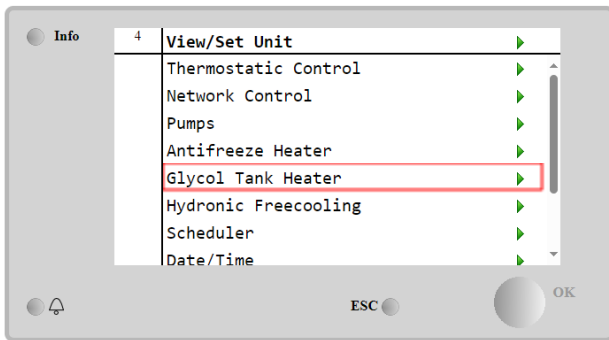 Info
4 View/Set Unit
Thermostatic Control
Network Control
Pumps
Antifreeze Heater
Glycol Tank Heater
Hydronic Freecooling
Scheduler
Date/Time
ESC
OK